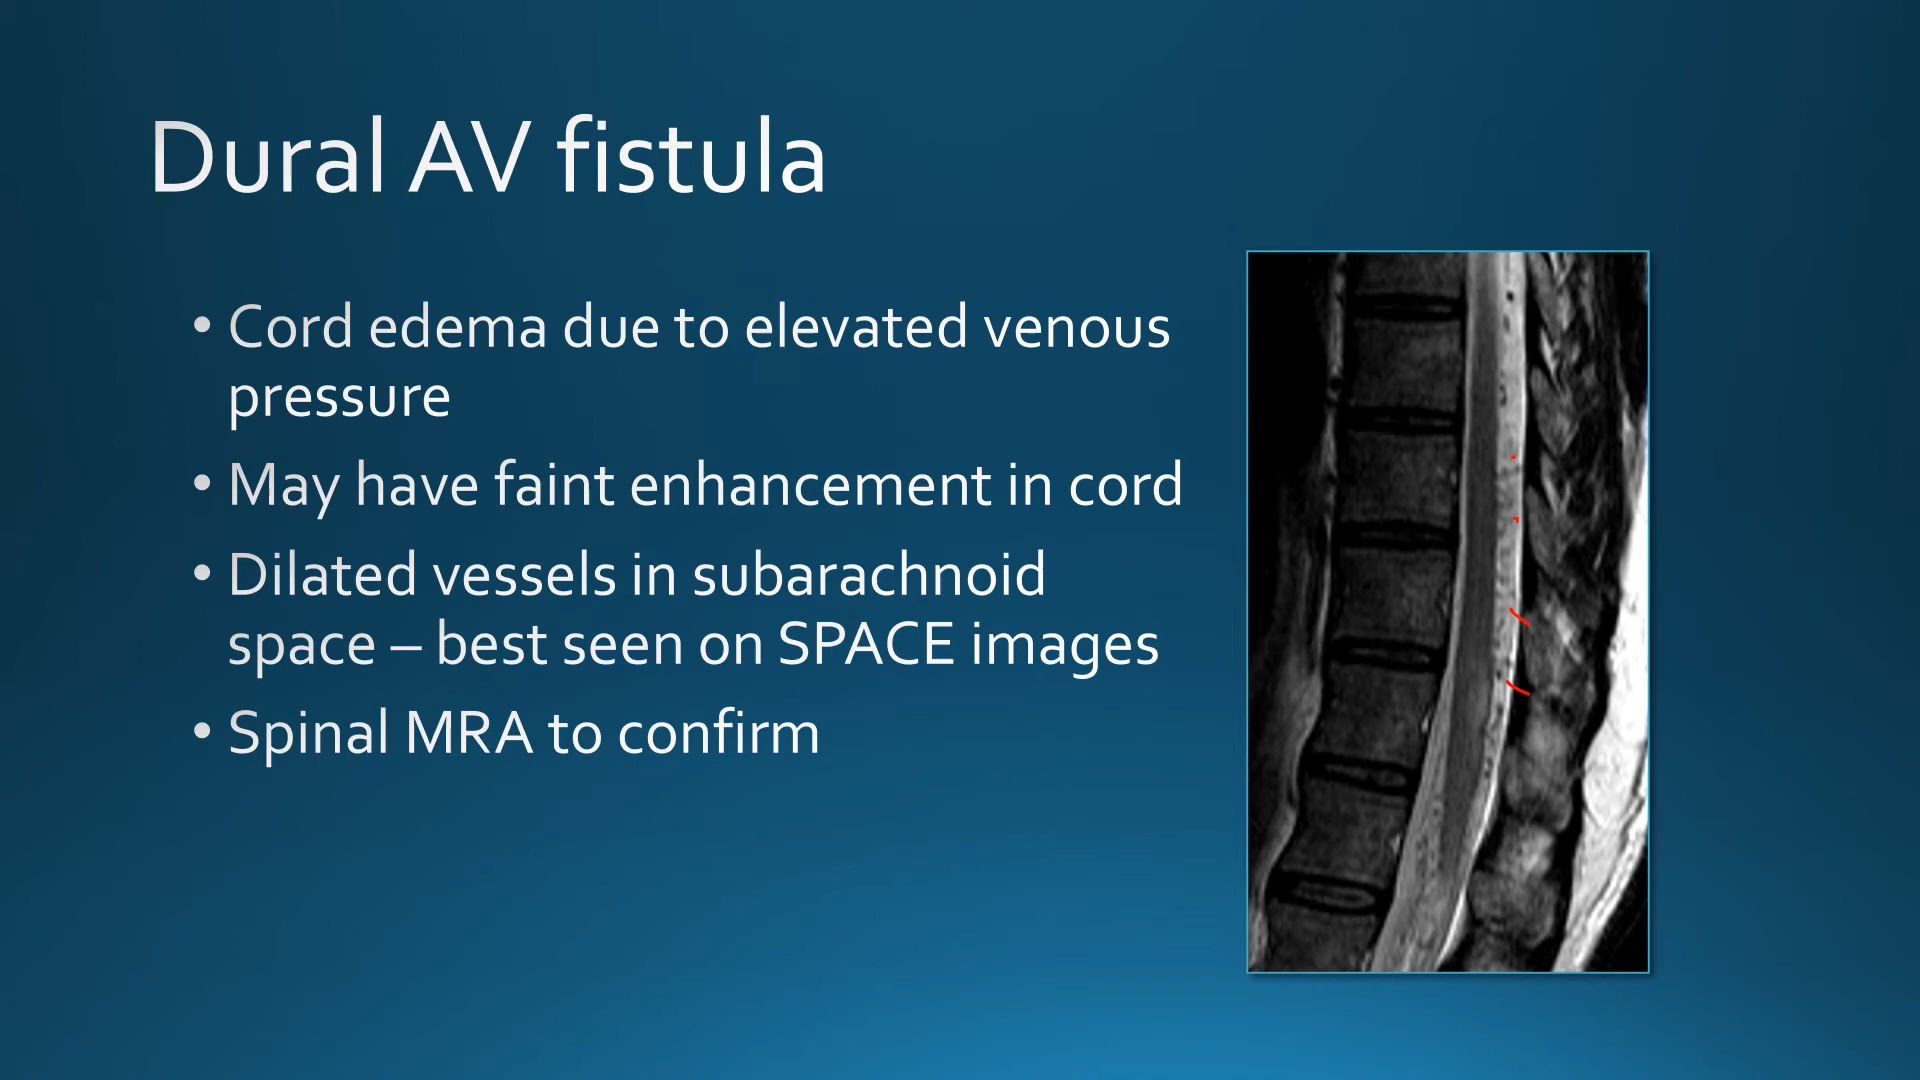 Dural AV fistula
• Cord edema due to elevated venous
pressure
• May have faint enhancement in cord
• Dilated vessels in subarachnoid
space – best seen on SPACE images
• Spinal MRA to confirm